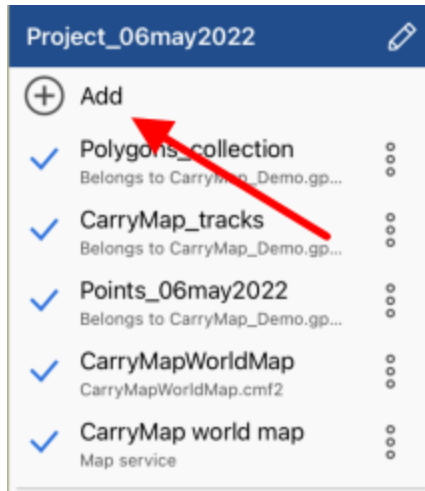 Project_06may2022
Add
Polygons_collection
Belongs to CarryMap_Demo.gp...
CarryMap_tracks
Belongs to CarryMap_Demo.gp...
Points_06may2022
Belongs to CarryMap_Demo.gp...
CarryMapWorldMap
CarryMapWorldMap.cmf2
CarryMap world map
Map service